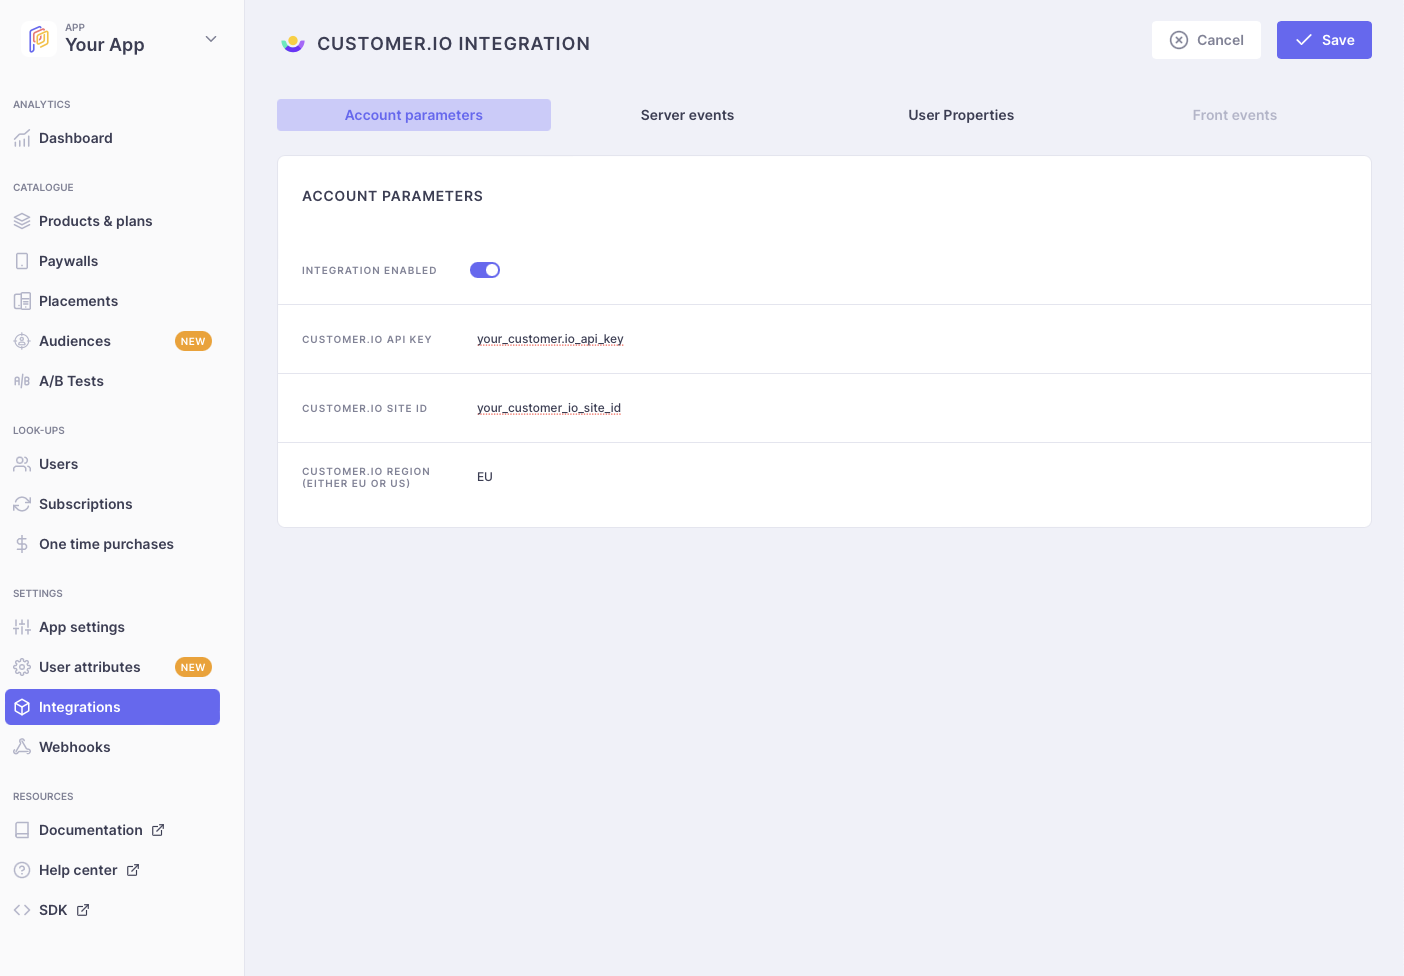 APP
Your App
ANALYTICS
Dashboard
CATALOGUE
Products & plans
Paywalls
Placements
Audiences NEW
A/B Tests
LOOK-UPS
Users
Subscriptions
One time purchases
SETTINGS
App settings
User attributes NEW
Integrations
Webhooks
RESOURCES
Documentation
Help center
SDK
CUSTOMER.IO INTEGRATION
Cancel
Save
Account parameters
Server events
User Properties
Front events
ACCOUNT PARAMETERS
INTEGRATION ENABLED
CUSTOMER.IO API KEY your_customer.io_api_key
CUSTOMER.IO SITE ID your_customer_io_site_id
CUSTOMER.IO REGION
(EITHER EU OR US)
EU